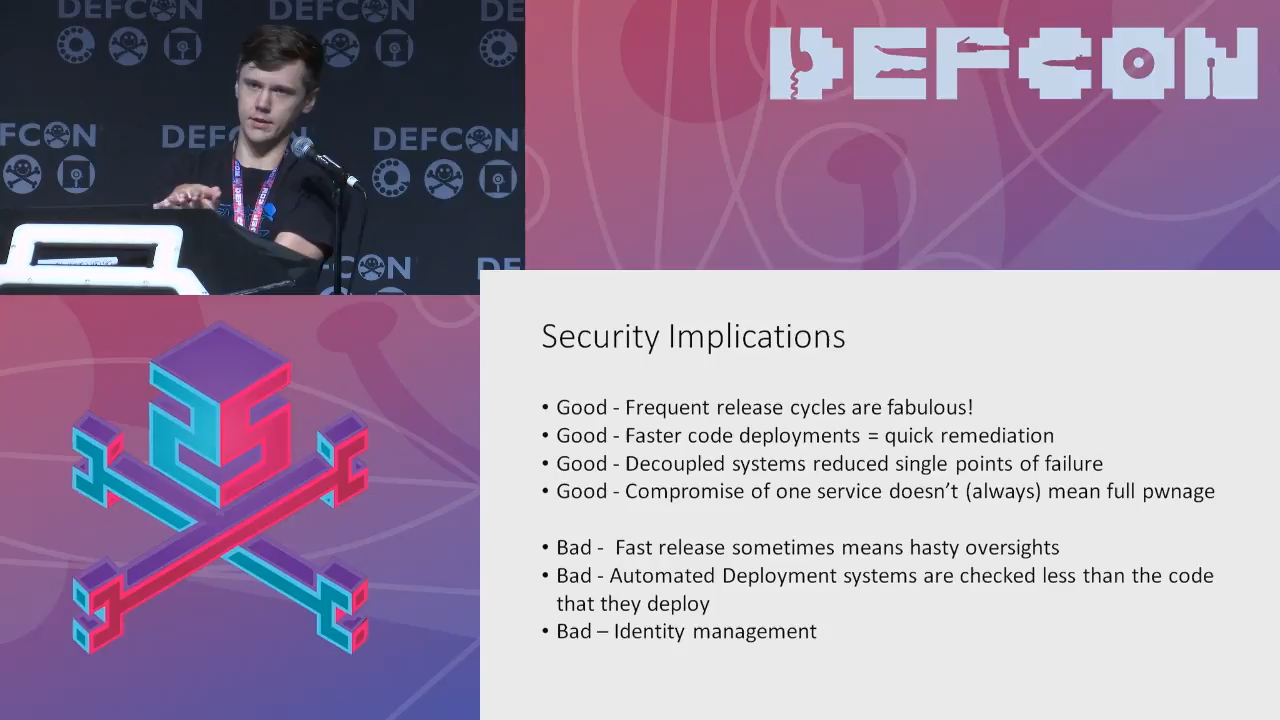 DEFCON
DEFCON
DEF
DEFCON
DEFCON
DEFCON
DEFCON
DEFCON
Security Implications
• Good - Frequent release cycles are fabulous!
• Good - Faster code deployments = quick remediation
• Good - Decoupled systems reduced single points of failure
• Good - Compromise of one service doesn't (always) mean full pwnage
• Bad -  Fast release sometimes means hasty oversights
• Bad - Automated Deployment systems are checked less than the code
that they deploy
• Bad – Identity management